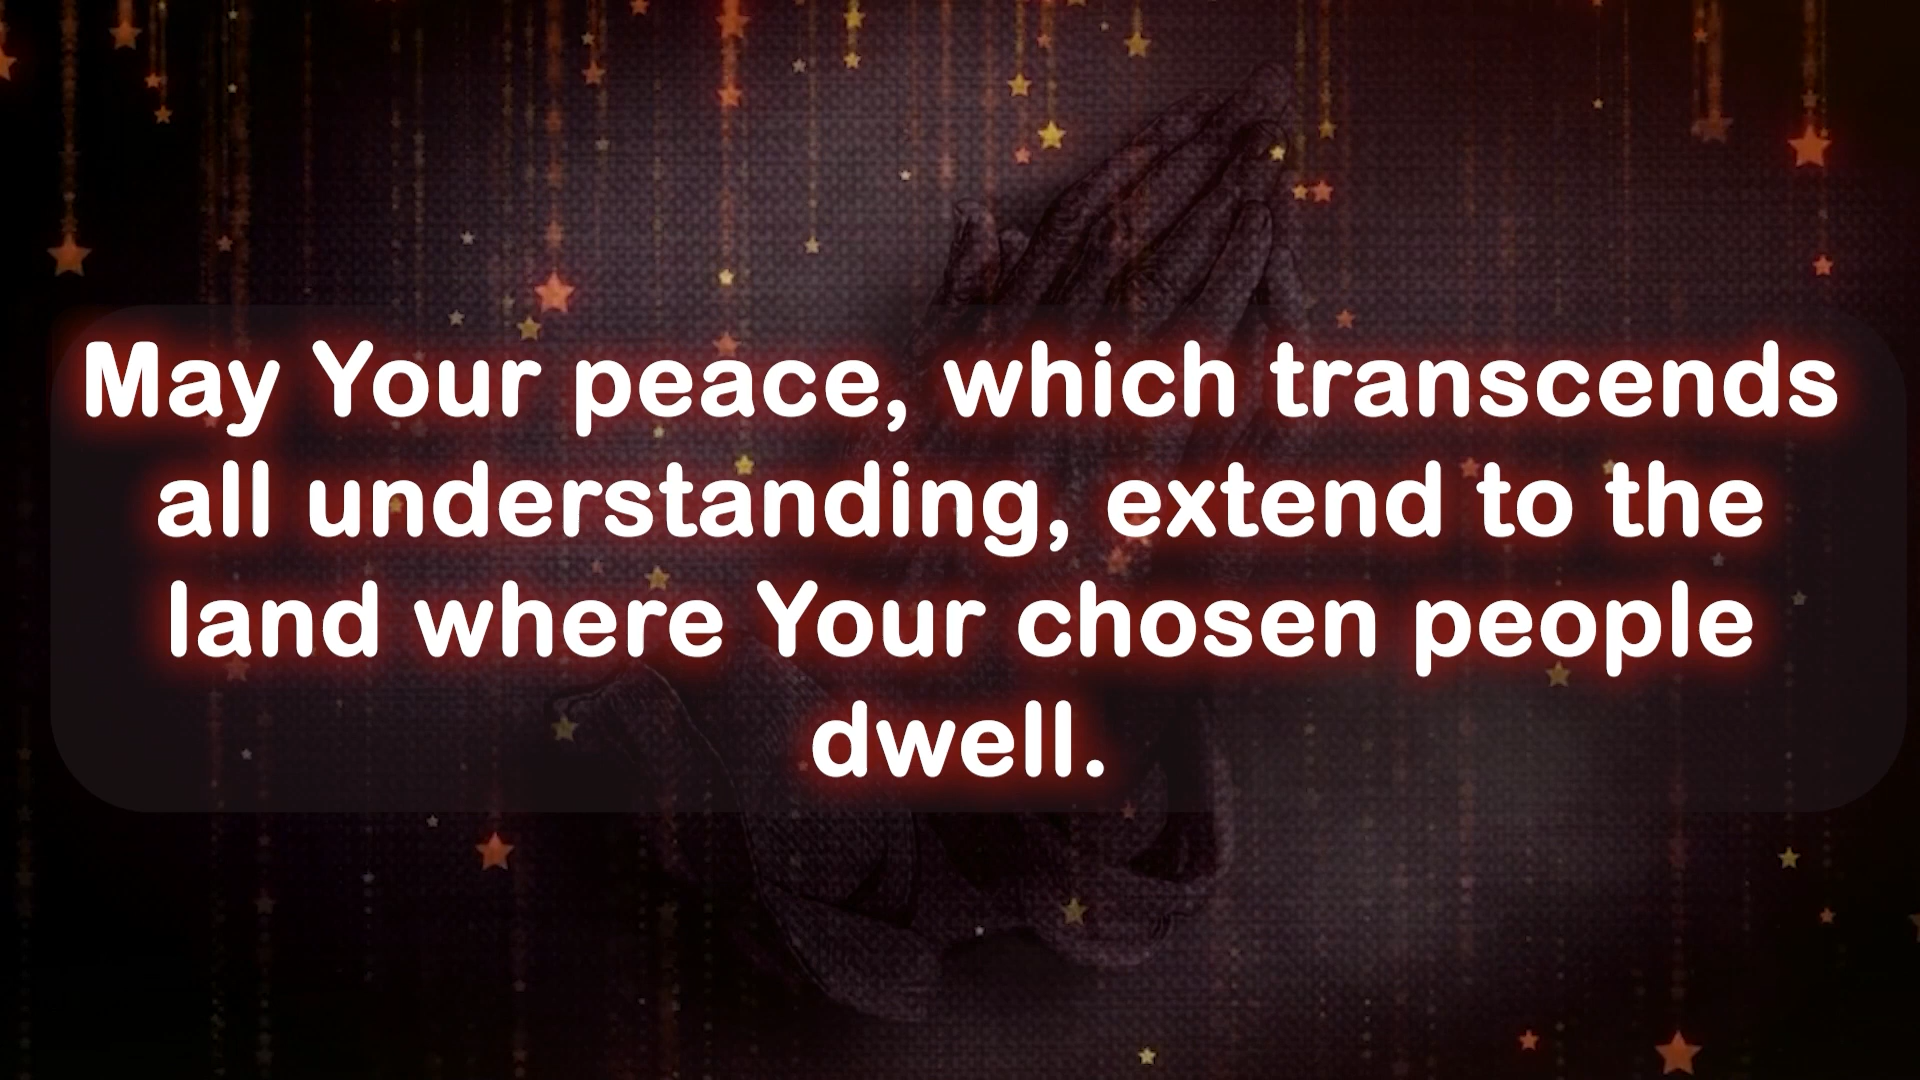 May Your peace, which transcends
all understanding, extend to the
land where Your chosen people
dwell.